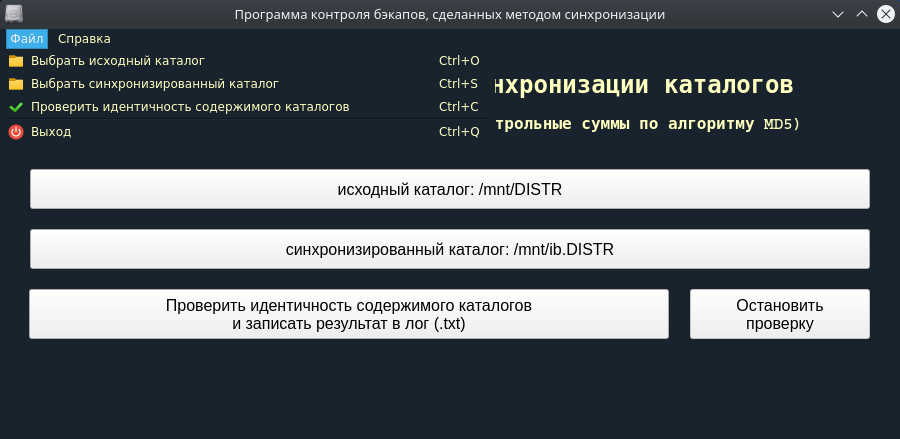 Программа контроля бэкапов, сделанных методом синхронизации
Файл Справка
Выбрать исходный каталог Ctrl+O
Выбрать синхронизированный каталог Ctrl+S
Проверить идентичность содержимого каталогов Ctrl+C
Выход Ctrl+Q
нхронизации каталогов
трольные суммы по алгоритму MD5)
исходный каталог: /mnt/DISTR
синхронизированный каталог: /mnt/ib.DISTR
Проверить идентичность содержимого каталогов
и записать результат в лог (.txt)
Остановить
проверку